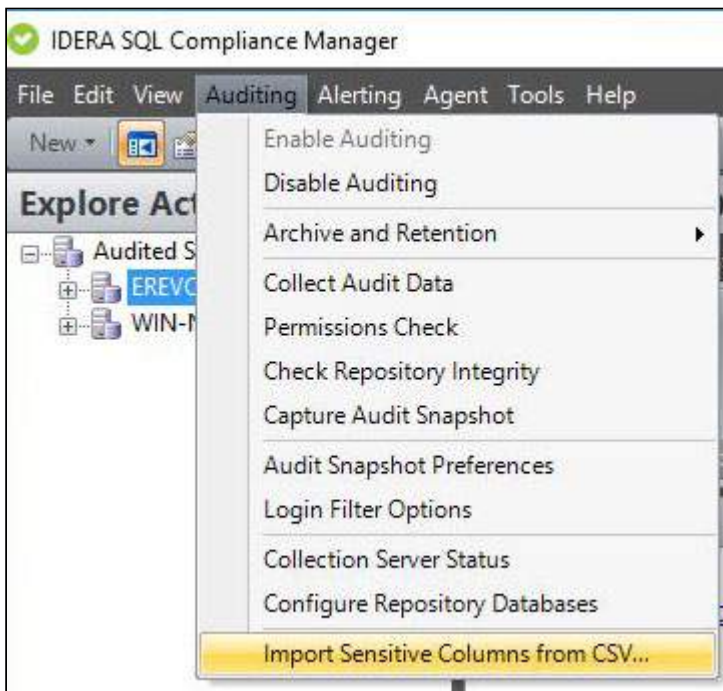 IDERA SQL Compliance Manager
File Edit View Auditing Alerting Agent Tools Help
New
Explore Act
Audited S
EREVO
WIN-N
Enable Auditing
Disable Auditing
Archive and Retention
Collect Audit Data
Permissions Check
Check Repository Integrity
Capture Audit Snapshot
Audit Snapshot Preferences
Login Filter Options
Collection Server Status
Configure Repository Databases
Import Sensitive Columns from CSV...